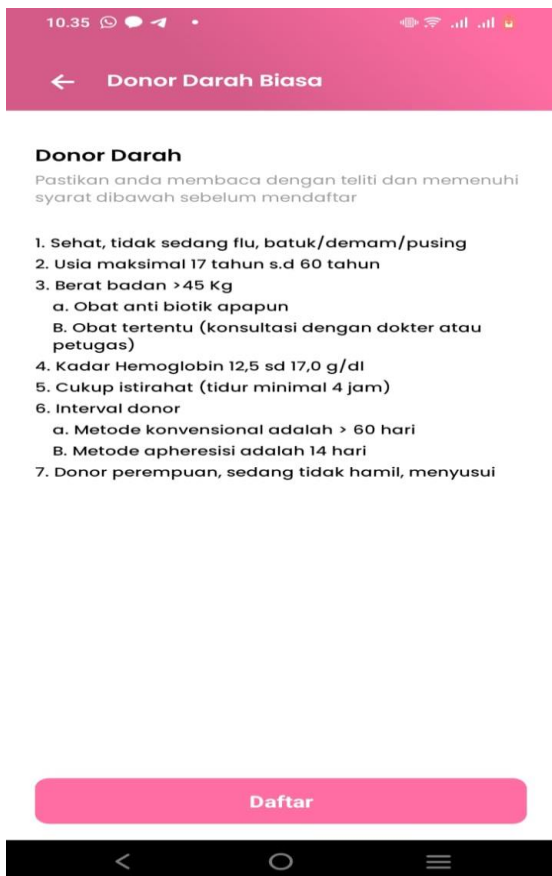 10.35
Donor Darah Biasa
Donor Darah
Pastikan anda membaca dengan teliti dan memenuhi
syarat dibawah sebelum mendaftar
1. Sehat, tidak sedang flu, batuk/demam/pusing
2. Usia maksimal 17 tahun s.d 60 tahun
3. Berat badan >45 Kg
a. Obat anti biotik apapun
B. Obat tertentu (konsultasi dengan dokter atau
petugas)
4. Kadar Hemoglobin 12,5 sd 17,0 g/dl
5. Cukup istirahat (tidur minimal 4 jam)
6. Interval donor
a. Metode konvensional adalah > 60 hari
B. Metode apheresisi adalah 14 hari
7. Donor perempuan, sedang tidak hamil, menyusui
Daftar